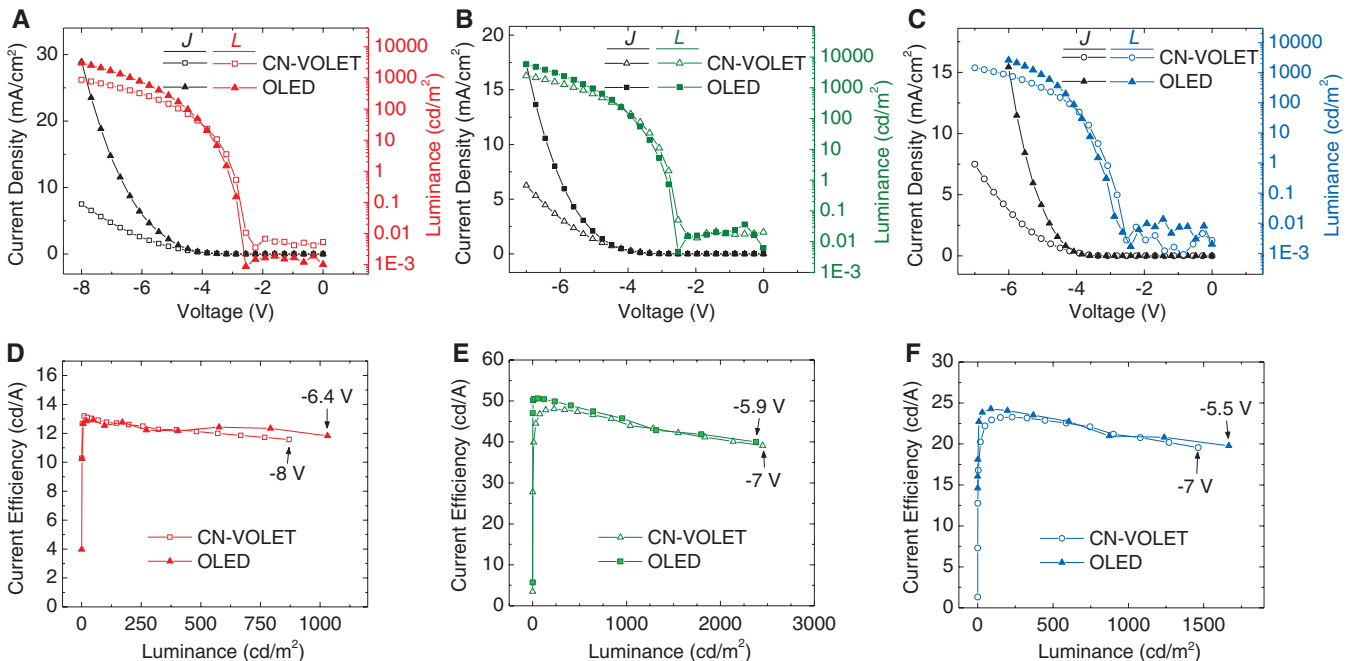 A
J L
CN-VOLET
OLED
30
20
10
0
Current Density (mA/cm²)
10000
1000
100
10
1
0.1
0.01
1E-3
Luminance (cd/m²)
-8 -6 -4 -2 0
Voltage (V)
B
J L
CN-VOLET
OLED
20
15
10
5
0
Current Density (mA/cm²)
10000
1000
100
10
1
0.1
0.01
1E-3
Luminance (cd/m²)
-6 -4 -2 0
Voltage (V)
C
J L
CN-VOLET
OLED
15
10
5
0
Current Density (mA/cm²)
10000
1000
100
10
1
0.1
0.01
1E-3
Luminance (cd/m²)
-6 -4 -2 0
Voltage (V)
D
16
14
12
10
8
6
4
2
0
Current Efficiency (cd/A)
-6.4 V
-8 V
CN-VOLET
OLED
0 250 500 750 1000
Luminance (cd/m²)
E
60
50
40
30
20
10
0
Current Efficiency (cd/A)
-5.9 V
-7 V
CN-VOLET
OLED
0 1000 2000 3000
Luminance (cd/m²)
F
30
25
20
15
10
5
0
Current Efficiency (cd/A)
-5.5 V
-7 V
CN-VOLET
OLED
0 500 1000 1500
Luminance (cd/m²)